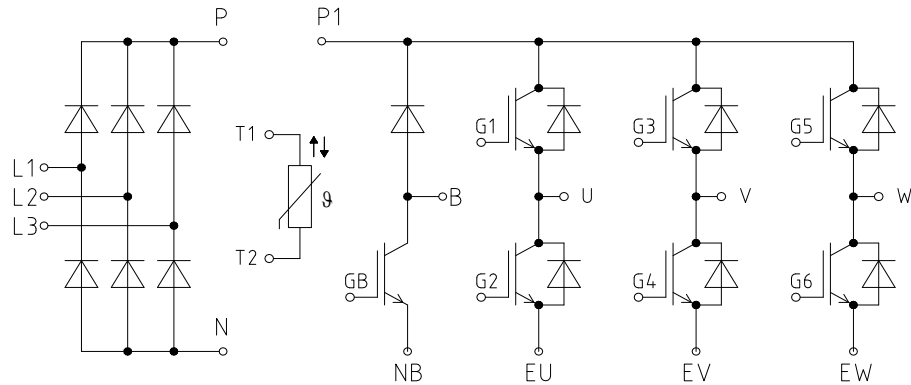 P P1
T1
G1 G3 G5
L1
L2 B U V W
ϑ
L3
T2
GB G2 G4 G6
N
NB EU EV EW